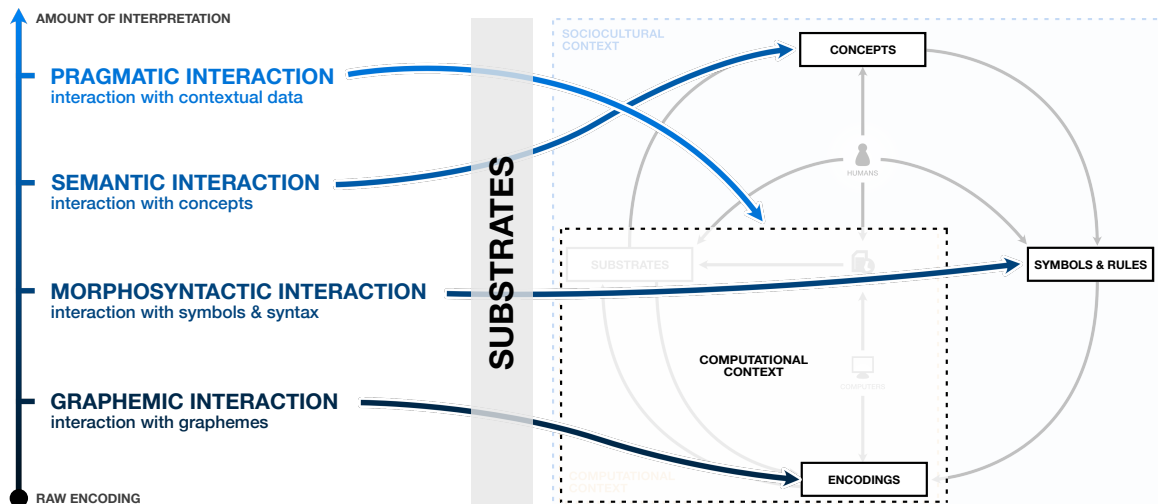 AMOUNT OF INTERPRETATION
PRAGMATIC INTERACTION
interaction with contextual data
SEMANTIC INTERACTION
interaction with concepts
MORPHOSYNTACTIC INTERACTION
interaction with symbols & syntax
GRAPHEMIC INTERACTION
interaction with graphemes
RAW ENCODING
SUBSTRATES
SOCIOCULTURAL
CONTEXT
CONCEPTS
HUMANS
SUBSTRATES
SYMBOLS & RULES
COMPUTATIONAL
CONTEXT
COMPUTERS
COMPUTATIONAL
CONTEXT
ENCODINGS